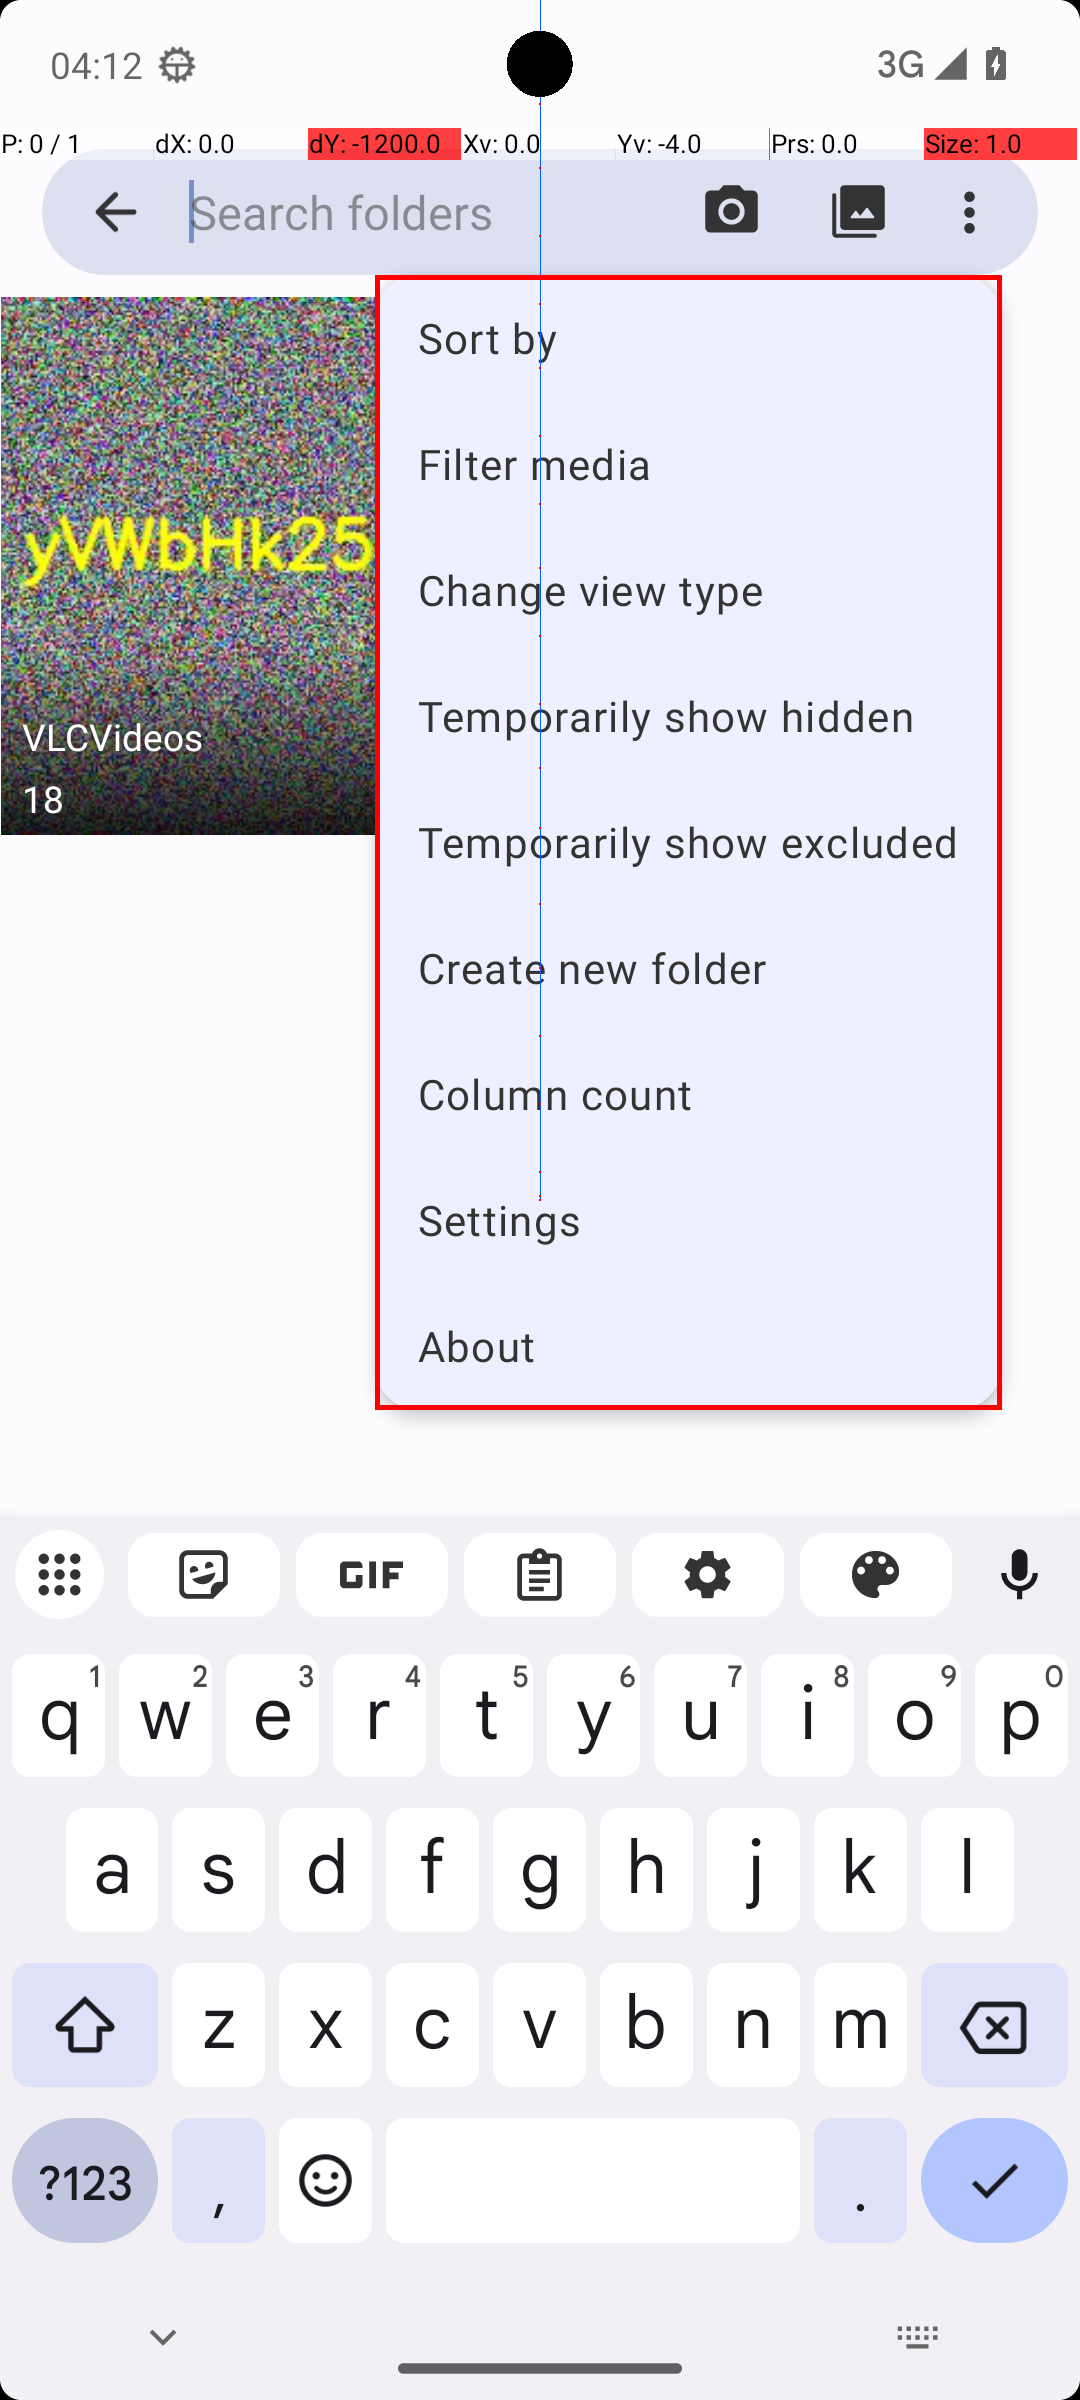 04:12
3G
P: 0 / 1 dX: 0.0 dY: -1200.0 Xv: 0.0 Yv: -4.0 Prs: 0.0 Size: 1.0
Search folders
yVWbHk25
VLCVideos
18
Sort by
Filter media
Change view type
Temporarily show hidden
Temporarily show excluded
Create new folder
Column count
Settings
About
GIF
q1 w2 e3 r4 t5 y6 u7 i8 o9 p0
a s d f g h j k l
z x c v b n m
?123 , .